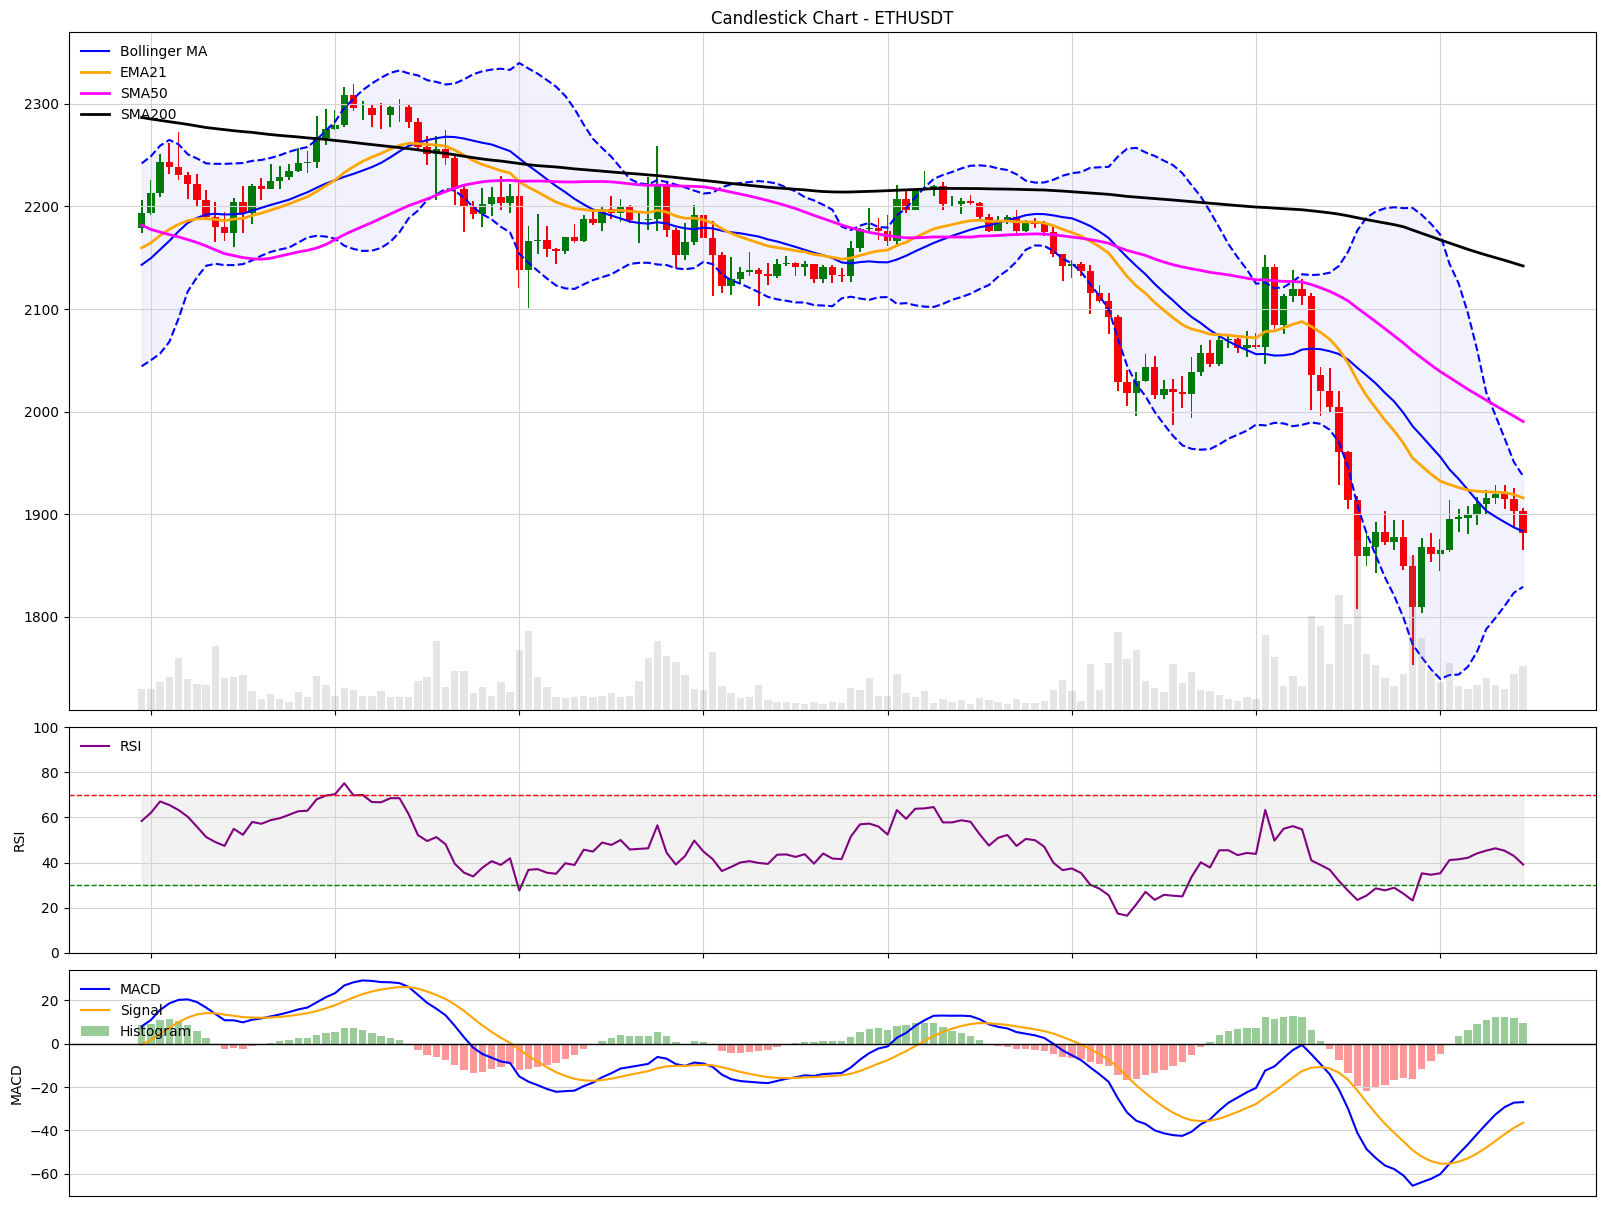 Candlestick Chart - ETHUSDT
Bollinger MA
EMA21
SMA50
SMA200
2300
2200
2100
2000
1900
1800
RSI
100
80
60
40
20
0
RSI
MACD
Signal
Histogram
20
0
−20
−40
−60
MACD